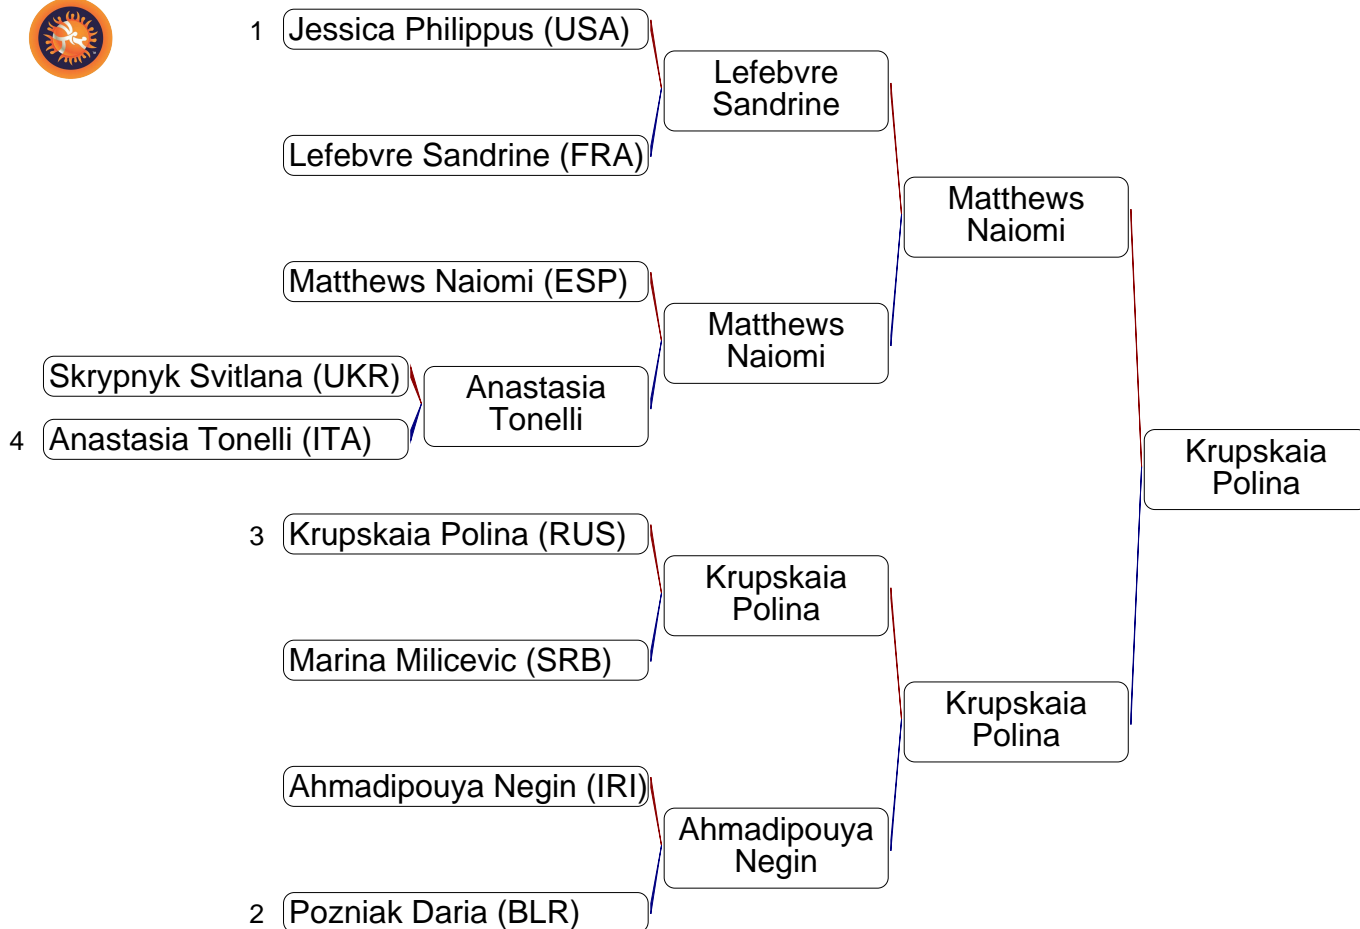 1 Jessica Philippus (USA)
Lefebvre
Sandrine
Lefebvre Sandrine (FRA)
Matthews
Naiomi
Matthews Naiomi (ESP)
Matthews
Naiomi
Skrypnyk Svitlana (UKR)
Anastasia
Tonelli
4 Anastasia Tonelli (ITA)
Krupskaia
Polina
3 Krupskaia Polina (RUS)
Krupskaia
Polina
Marina Milicevic (SRB)
Krupskaia
Polina
Ahmadipouya Negin (IRI)
Ahmadipouya
Negin
2 Pozniak Daria (BLR)